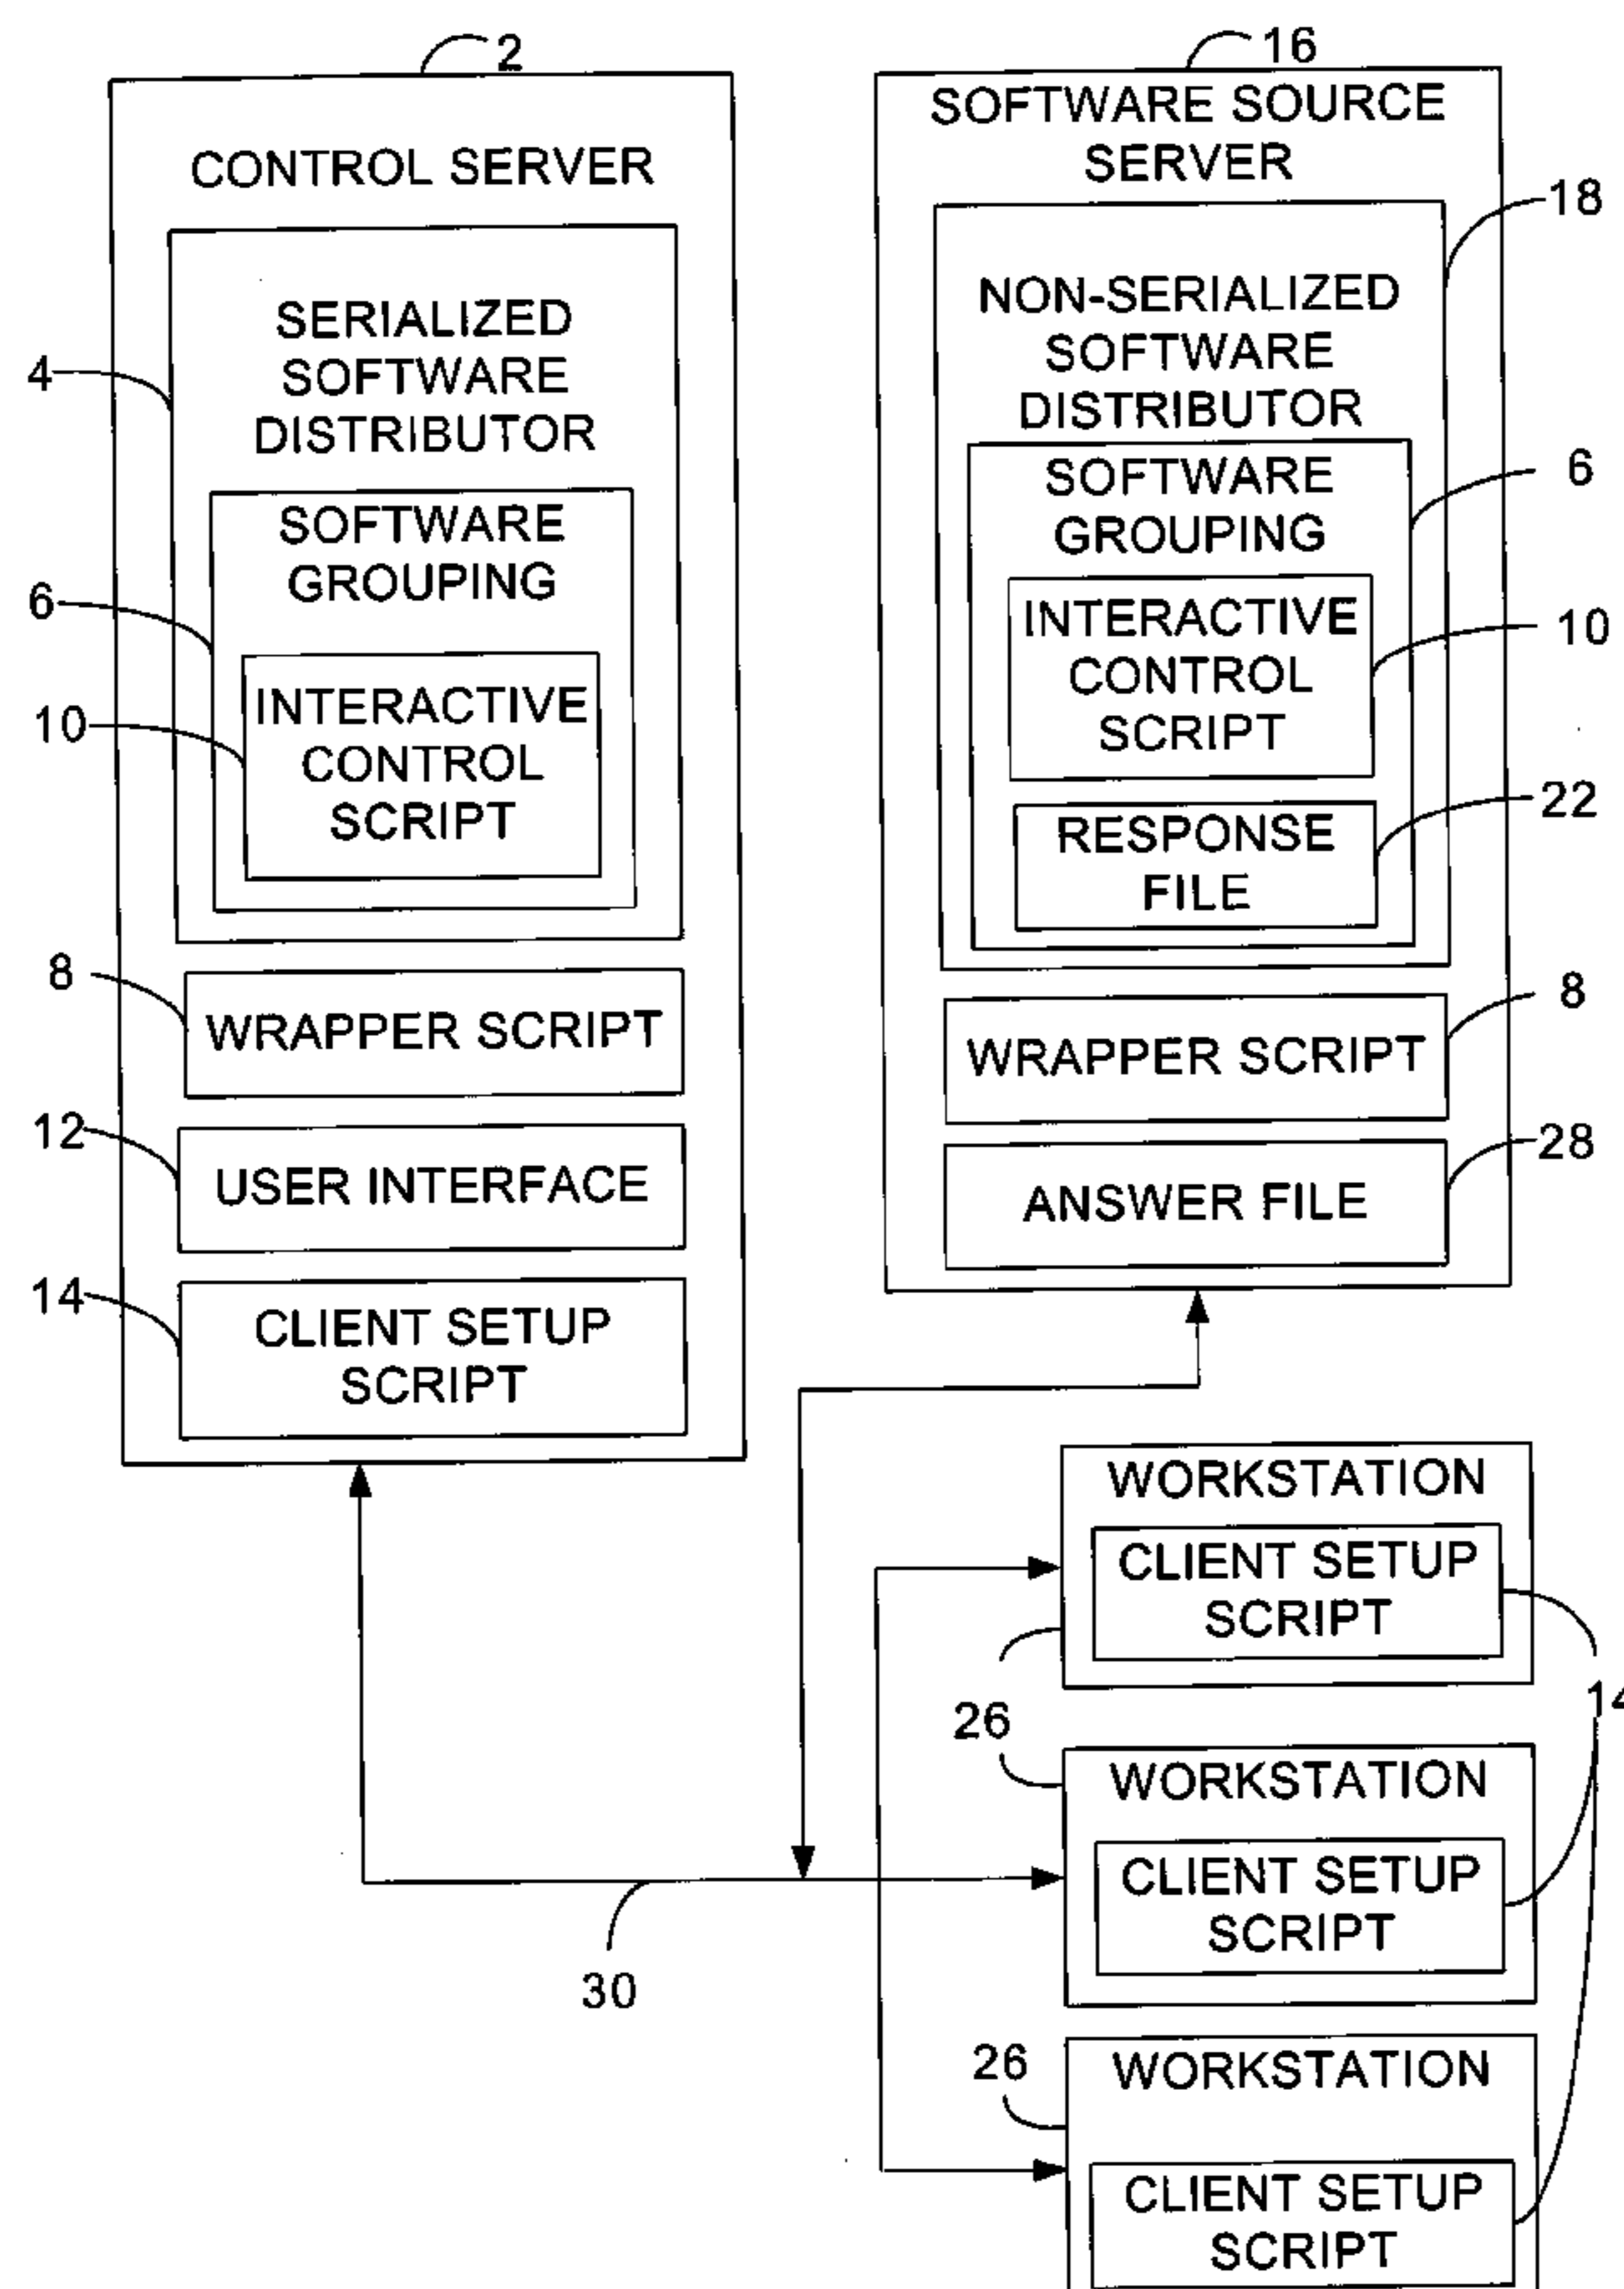 2
CONTROL SERVER
4
SERIALIZED
SOFTWARE
DISTRIBUTOR
6
SOFTWARE
GROUPING
10
INTERACTIVE
CONTROL
SCRIPT
8
WRAPPER SCRIPT
12
USER INTERFACE
14
CLIENT SETUP
SCRIPT
16
SOFTWARE SOURCE
SERVER
18
NON-SERIALIZED
SOFTWARE
DISTRIBUTOR
6
SOFTWARE
GROUPING
10
INTERACTIVE
CONTROL
SCRIPT
22
RESPONSE
FILE
8
WRAPPER SCRIPT
28
ANSWER FILE
30
WORKSTATION
CLIENT SETUP
SCRIPT
14
26
WORKSTATION
CLIENT SETUP
SCRIPT
26
WORKSTATION
CLIENT SETUP
SCRIPT